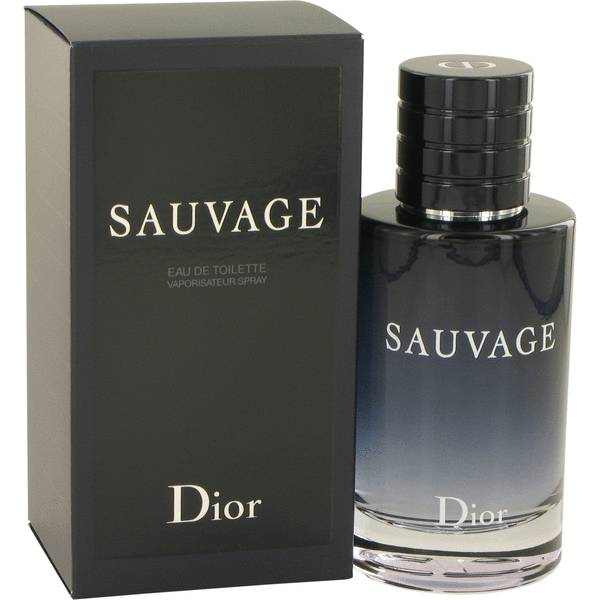 SAUVAGE
EAU DE TOILETTE
VAPORISATEUR SPRAY
Dior
SAUVAGE
Dior